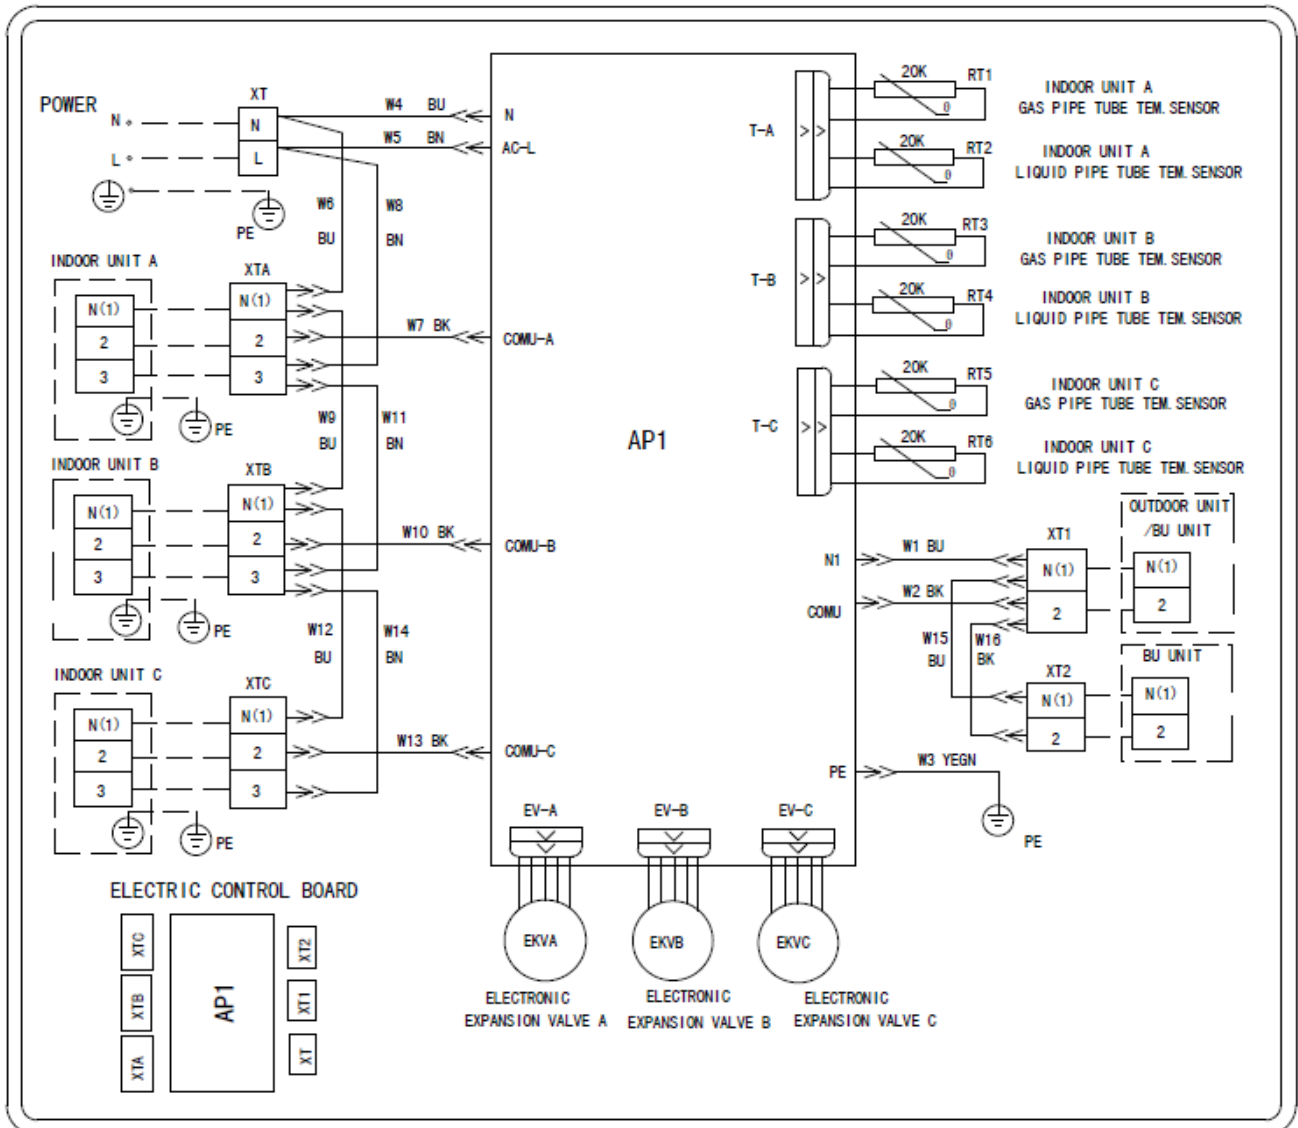 POWER
XT
N
L
N
L
PE
W4 BU
W5 BN
N
AC-L
W6
BU
W8
BN
INDOOR UNIT A
N(1)
2
3
PE
XTA
N(1)
2
3
W7 BK
COMU-A
W9
BU
W11
BN
INDOOR UNIT B
N(1)
2
3
PE
XTB
N(1)
2
3
W10 BK
COMU-B
W12
BU
W14
BN
INDOOR UNIT C
N(1)
2
3
PE
XTC
N(1)
2
3
W13 BK
COMU-C
AP1
T-A
20K
RT1
θ
INDOOR UNIT A
GAS PIPE TUBE TEM. SENSOR
20K
RT2
θ
INDOOR UNIT A
LIQUID PIPE TUBE TEM. SENSOR
T-B
20K
RT3
θ
INDOOR UNIT B
GAS PIPE TUBE TEM. SENSOR
20K
RT4
θ
INDOOR UNIT B
LIQUID PIPE TUBE TEM. SENSOR
T-C
20K
RT5
θ
INDOOR UNIT C
GAS PIPE TUBE TEM. SENSOR
20K
RT6
θ
INDOOR UNIT C
LIQUID PIPE TUBE TEM. SENSOR
N1
W1 BU
COMU
W2 BK
XT1
N(1)
2
OUTDOOR UNIT
/BU UNIT
N(1)
2
W15
BU
W16
BK
XT2
N(1)
2
BU UNIT
N(1)
2
PE
W3 YEGN
PE
EV-A
EV-B
EV-C
EKVA
EKVB
EKVC
ELECTRONIC
EXPANSION VALVE A
ELECTRONIC
EXPANSION VALVE B
ELECTRONIC
EXPANSION VALVE C
ELECTRIC CONTROL BOARD
XTC
XTB
XTA
AP1
XT2
XT1
XT